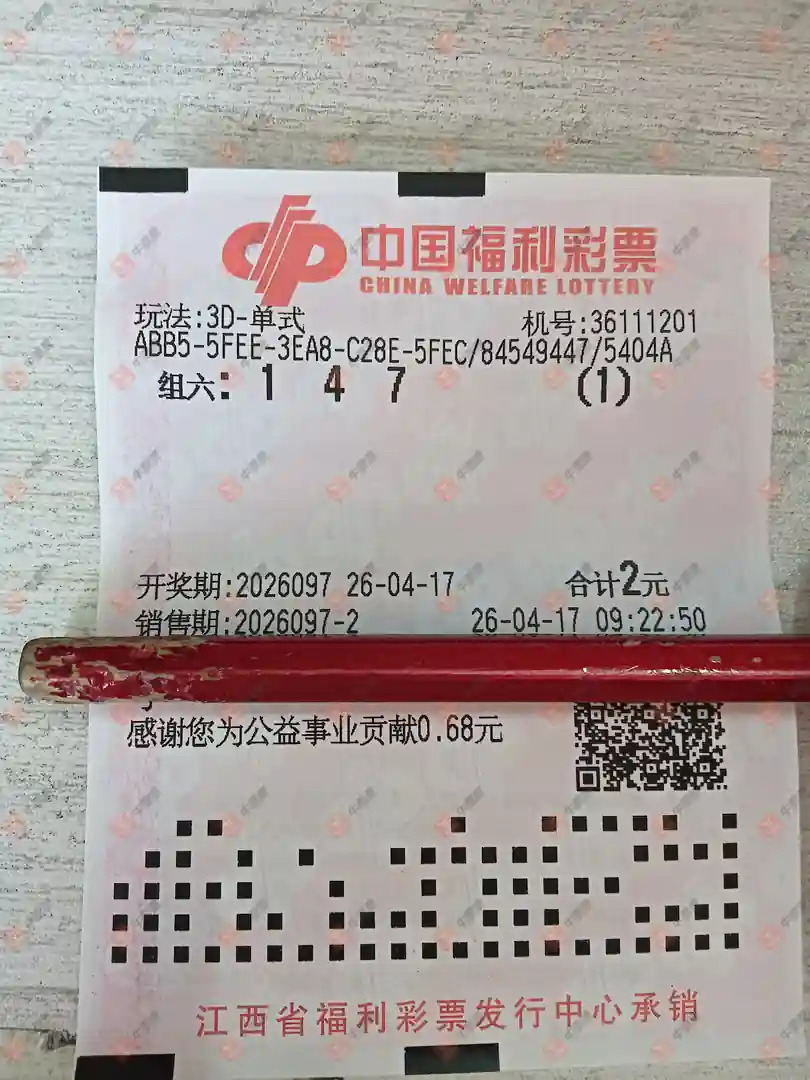 中国福利彩票
CHINA WELFARE LOTTERY
玩法:3D-单式 机号:36111201
ABB5-5FEE-3EA8-C28E-5FEC/84549447/5404A
组六: 1 4 7 (1)
开奖期:2026097 26-04-17 合计2元
销售期:2026097-2 26-04-17 09:22:50
感谢您为公益事业贡献0.68元
江西省福利彩票发行中心承销